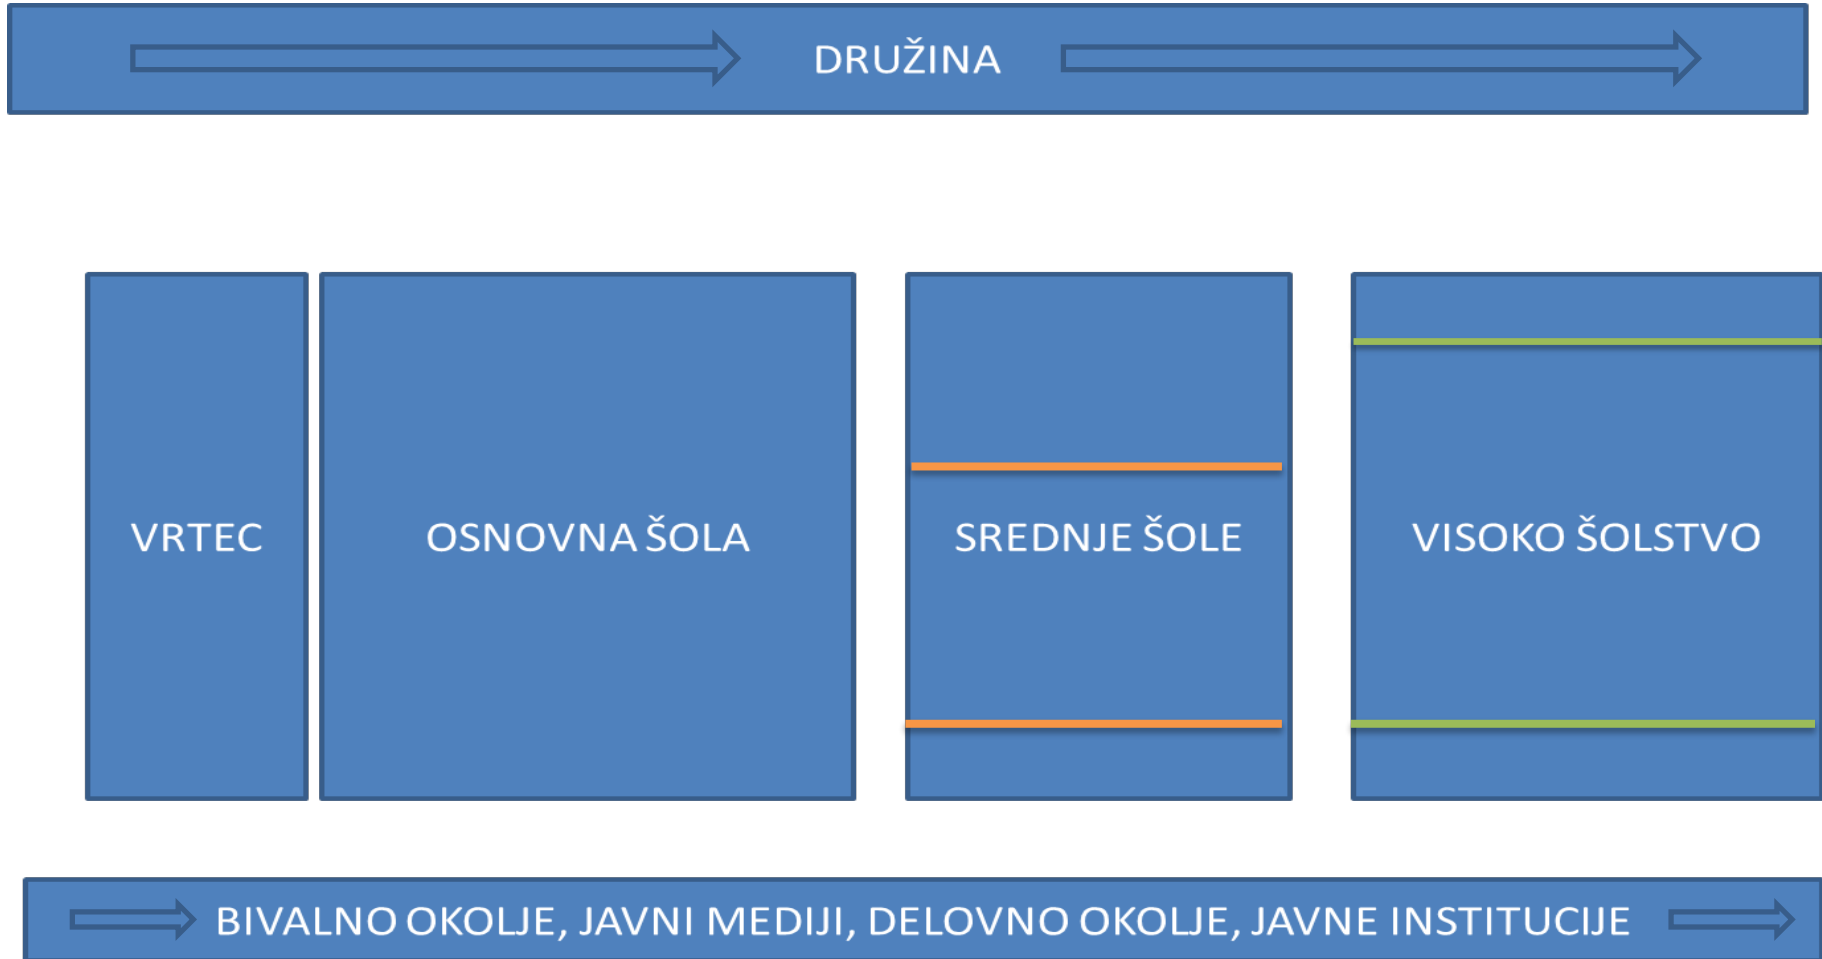 DRUŽINA
VRTEC
OSNOVNA ŠOLA
SREDNJE ŠOLE
VISOKO ŠOLSTVO
BIVALNO OKOLJE, JAVNI MEDIJI, DELOVNO OKOLJE, JAVNE INSTITUCIJE